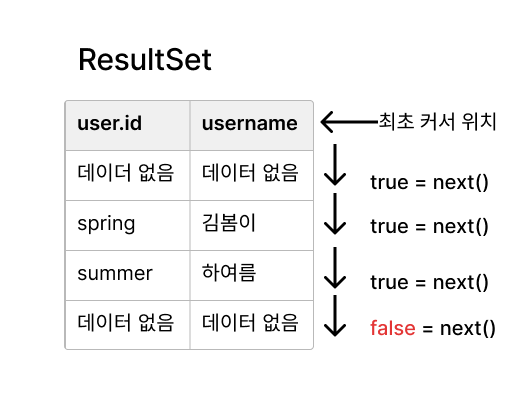 ResultSet
user.id username 최초 커서 위치
데이더 없음 데이터 없음
true = next()
spring 김봄이
true = next()
summer 하여름
true = next()
데이터 없음 데이터 없음
false = next()